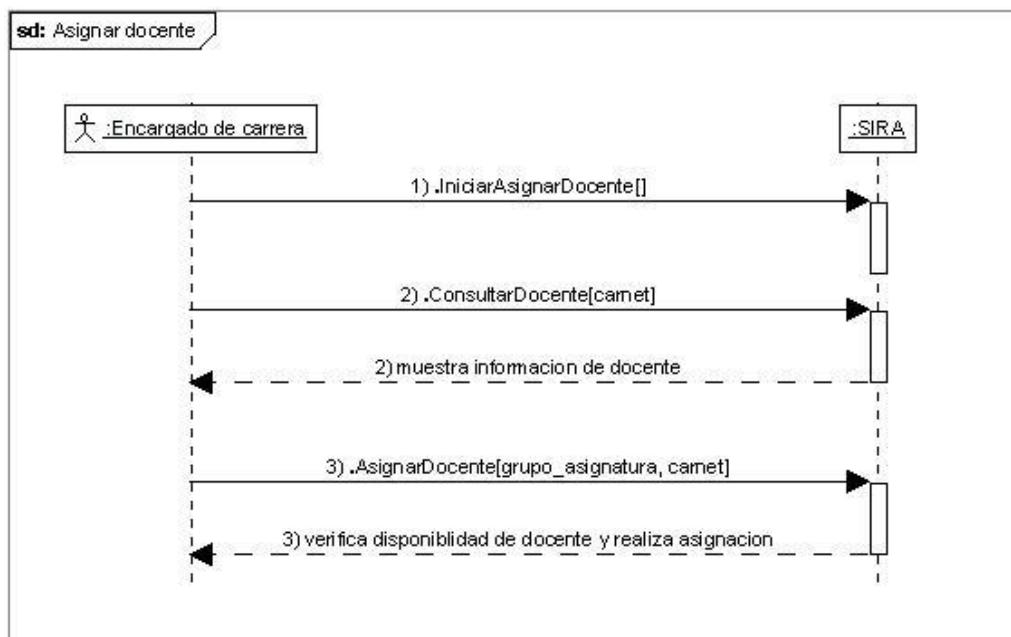 sd: Asignar docente
:Encargado de carrera
:SIRA
1) .IniciarAsignarDocente[]
2) .ConsultarDocente[carnet]
2) muestra informacion de docente
3) .AsignarDocente[grupo_asignatura, carnet]
3) verifica disponiblidad de docente y realiza asignacion